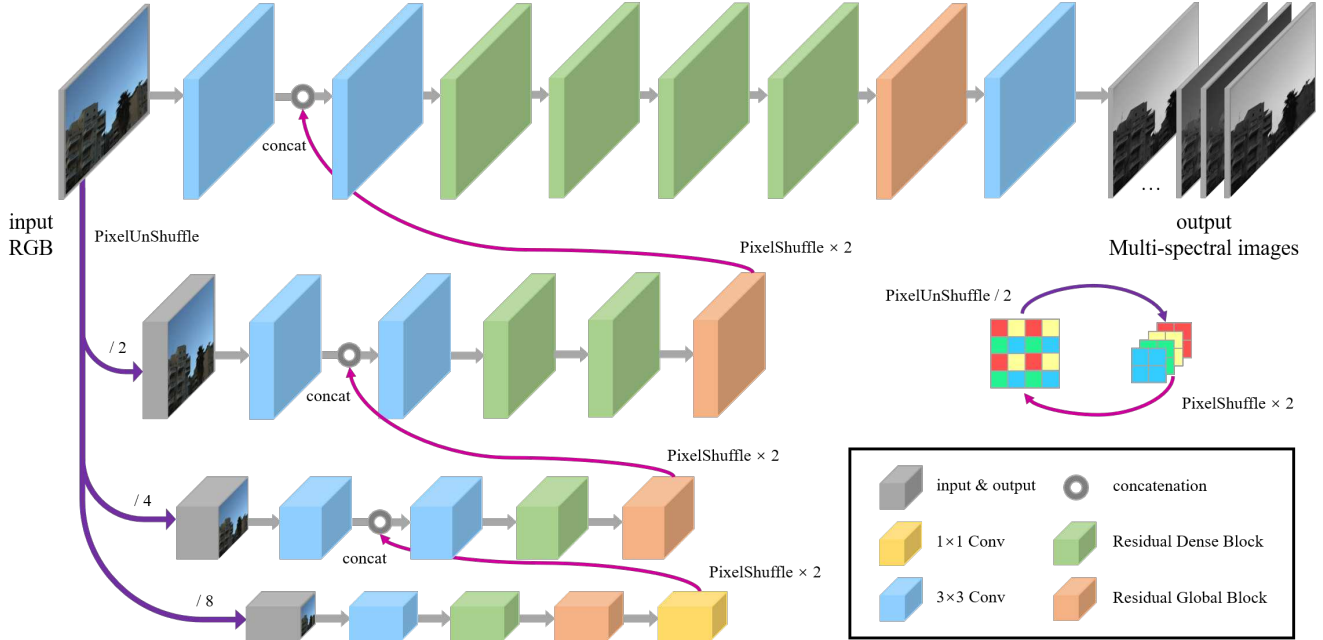 concat
input
RGB
PixelUnShuffle
PixelShuffle × 2
...
output
Multi-spectral images
/ 2
concat
PixelUnShuffle / 2
PixelShuffle × 2
PixelShuffle × 2
/ 4
concat
PixelShuffle × 2
/ 8
input & output
concatenation
1×1 Conv
Residual Dense Block
3×3 Conv
Residual Global Block